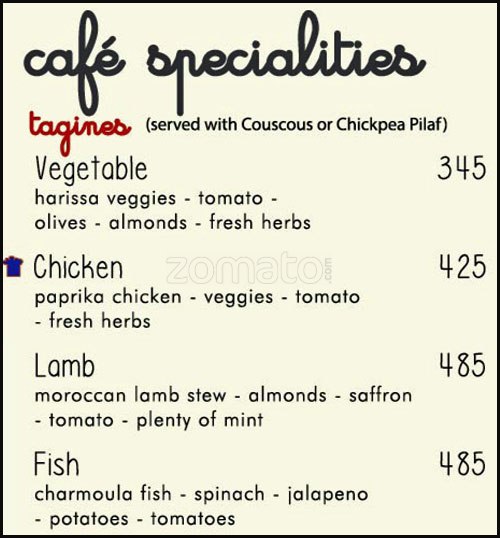 café specialities
tagines (served with Couscous or Chickpea Pilaf)
Vegetable 345
harissa veggies - tomato -
olives - almonds - fresh herbs
Chicken 425
zomato.com
paprika chicken - veggies - tomato
- fresh herbs
Lamb 485
moroccan lamb stew - almonds - saffron
- tomato - plenty of mint
Fish 485
charmoula fish - spinach - jalapeno
- potatoes - tomatoes